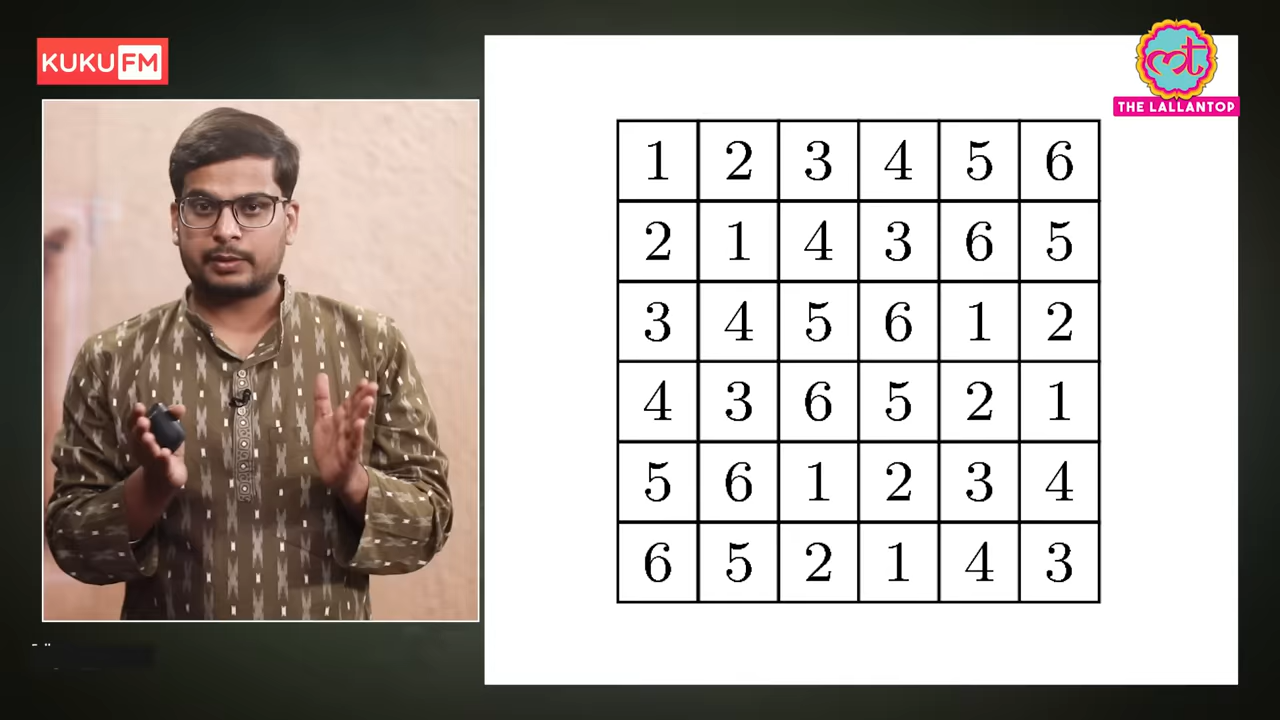 KUKU FM
THE LALLANTOP
1 2 3 4 5 6
2 1 4 3 6 5
3 4 5 6 1 2
4 3 6 5 2 1
5 6 1 2 3 4
6 5 2 1 4 3